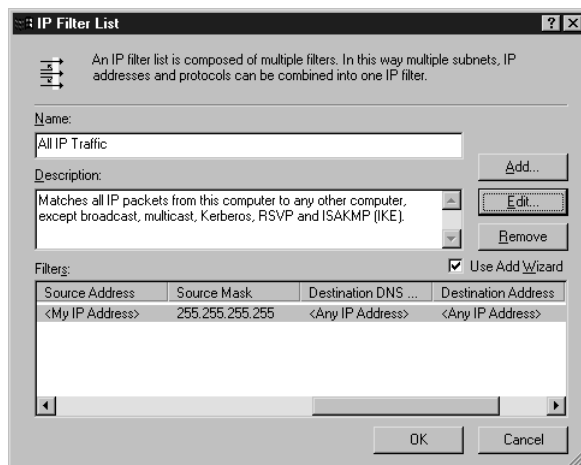 IP Filter List
An IP filter list is composed of multiple filters. In this way multiple subnets, IP
addresses and protocols can be combined into one IP filter.
Name:
All IP Traffic
Add...
Description:
Matches all IP packets from this computer to any other computer,
except broadcast, multicast, Kerberos, RSVP and ISAKMP (IKE).
Edit...
Remove
Filters:
Use Add Wizard
Source Address Source Mask Destination DNS ... Destination Address
<My IP Address> 255.255.255.255 <Any IP Address> <Any IP Address>
OK Cancel